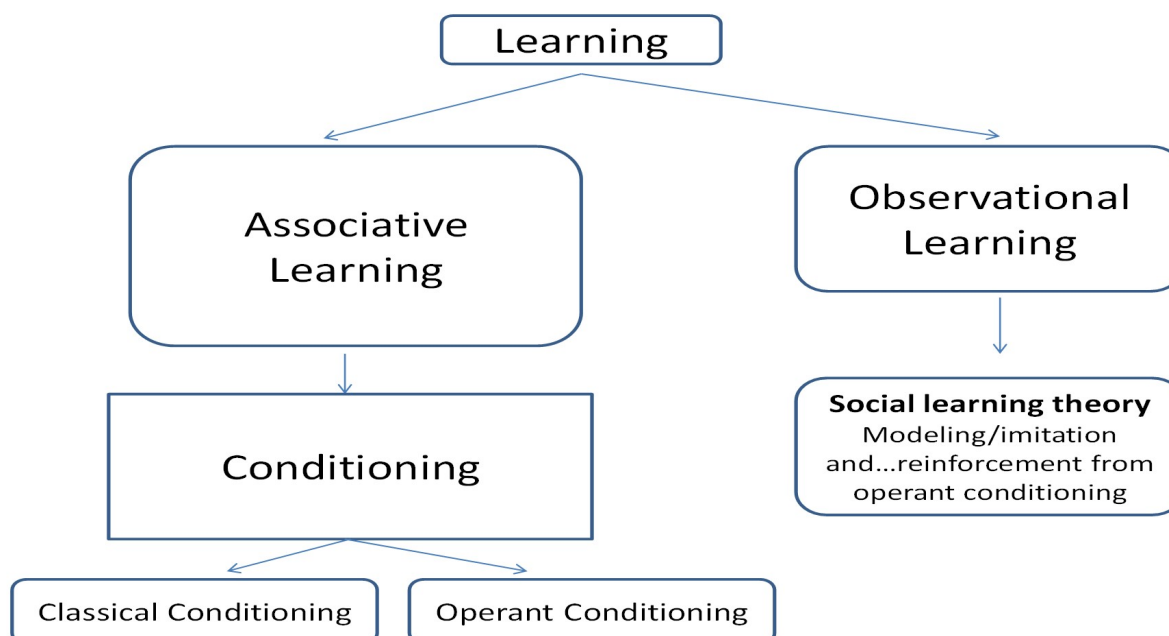 Learning
Associative
Learning
Observational
Learning
Conditioning
Social learning theory
Modeling/imitation
and...reinforcement from
operant conditioning
Classical Conditioning
Operant Conditioning